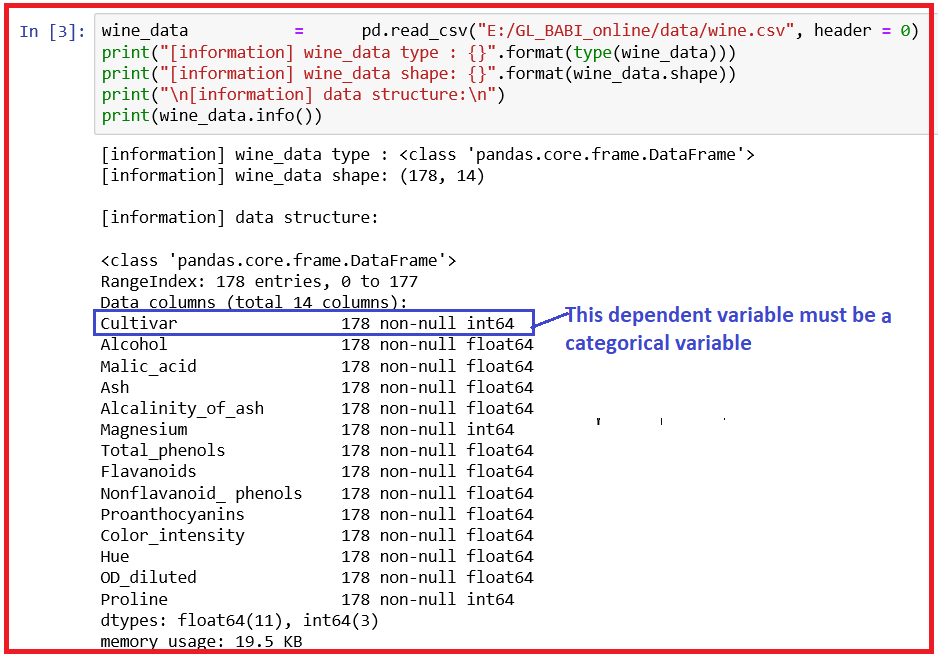 In [3]: wine_data = pd.read_csv("E:/GL_BABI_online/data/wine.csv", header = 0)
print("[information] wine_data type : {}".format(type(wine_data)))
print("[information] wine_data shape: {}".format(wine_data.shape))
print("\n[information] data structure:\n")
print(wine_data.info())
[information] wine_data type : <class 'pandas.core.frame.DataFrame'>
[information] wine_data shape: (178, 14)
[information] data structure:
<class 'pandas.core.frame.DataFrame'>
RangeIndex: 178 entries, 0 to 177
Data columns (total 14 columns):
Cultivar 178 non-null int64
This dependent variable must be a
categorical variable
Alcohol 178 non-null float64
Malic_acid 178 non-null float64
Ash 178 non-null float64
Alcalinity_of_ash 178 non-null float64
Magnesium 178 non-null int64
Total_phenols 178 non-null float64
Flavanoids 178 non-null float64
Nonflavanoid_ phenols 178 non-null float64
Proanthocyanins 178 non-null float64
Color_intensity 178 non-null float64
Hue 178 non-null float64
OD_diluted 178 non-null float64
Proline 178 non-null int64
dtypes: float64(11), int64(3)
memory usage: 19.5 KB